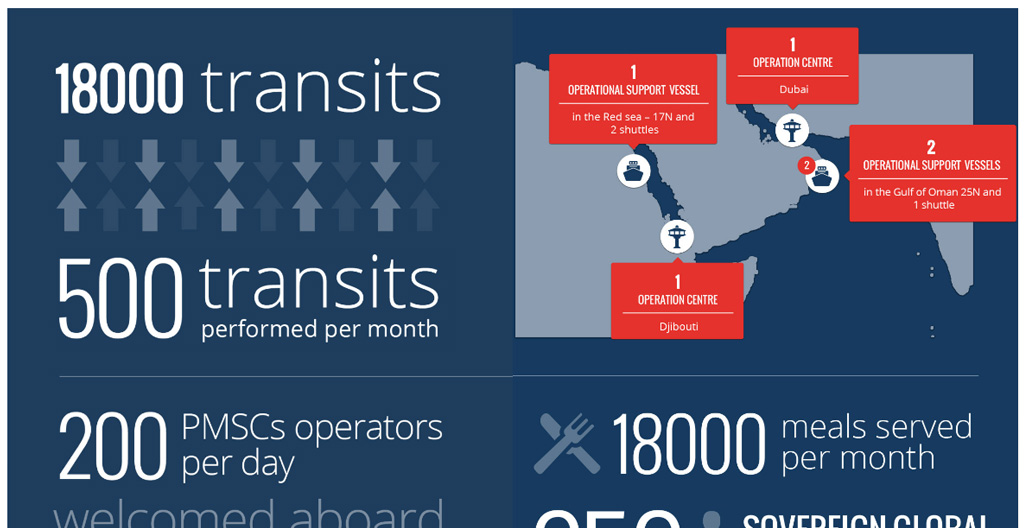 18000 transits
500 transits
performed per month
1
OPERATIONAL SUPPORT VESSEL
in the Red sea – 17N and
2 shuttles
1
OPERATION CENTRE
Dubai
2
2
OPERATIONAL SUPPORT VESSELS
in the Gulf of Oman 25N and
1 shuttle
1
OPERATION CENTRE
Djibouti
200 PMSCs operators
per day
welcomed aboard
18000 meals served
per month
SOVEREIGN GLOBAL